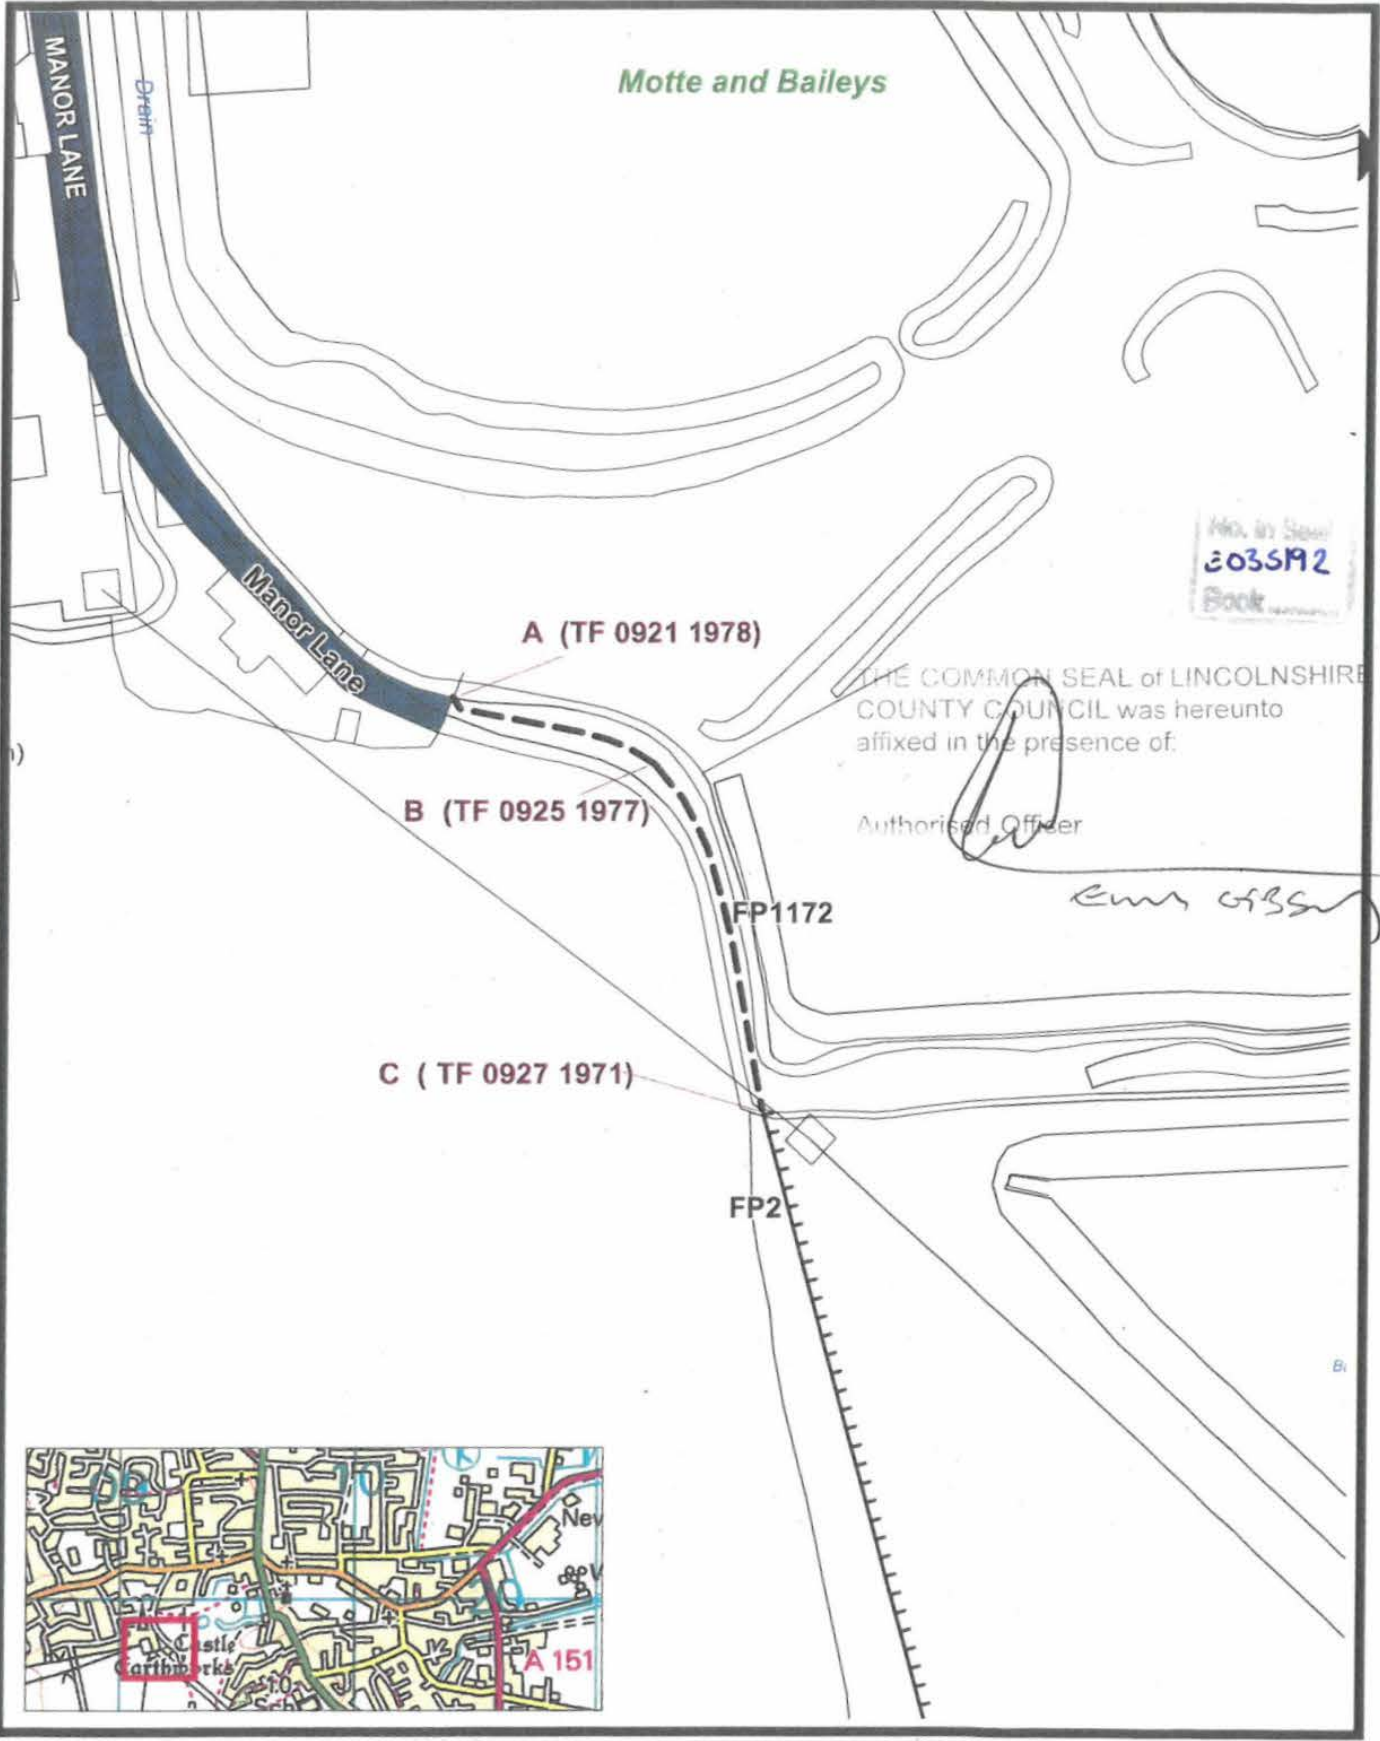 MANOR LANE
Drain
Motte and Baileys
No. in Seal
Book
Manor Lane
A (TF 0921 1978)
THE COMMON SEAL of LINCOLNSHIRE
COUNTY COUNCIL was hereunto
affixed in the presence of:
B (TF 0925 1977)
Authorised Officer
FP1172
C ( TF 0927 1971)
FP2
10
Castle
Earthworks
A 151